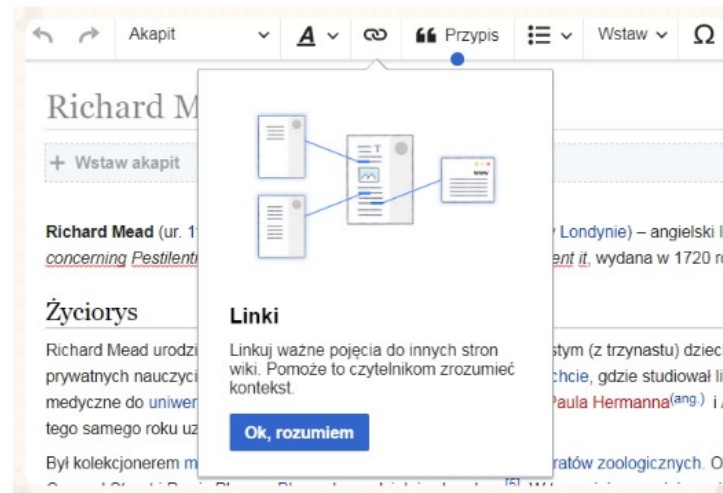 Akapit A Przypis Wstaw Ω
Richard M
+ Wstaw akapit
www
Richard Mead (ur. 1 Londynie) – angielski l
concerning Pestilent ent it, wydana w 1720 r
Życiorys
Linki
Richard Mead urodzi Linkuj ważne pojęcia do innych stron stym (z trzynastu) dzieci
prywatnych nauczyci wiki. Pomoże to czytelnikom zrozumieć chcie, gdzie studiował li
kontekst.
medyczne do uniwer Paula Hermanna(ang.) i
tego samego roku uz Ok, rozumiem
Był kolekcjonerem m ratów zoologicznych. O